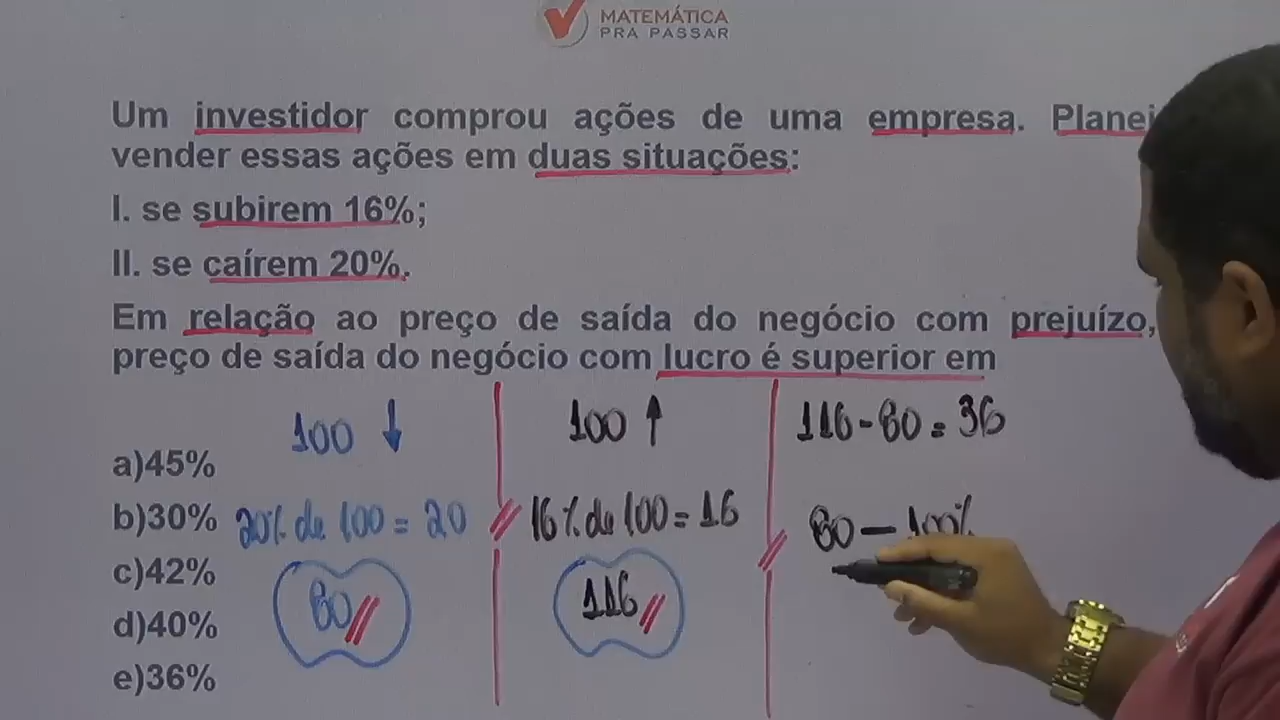 MATEMÁTICA
PRA PASSAR
Um investidor comprou ações de uma empresa. Planej
vender essas ações em duas situações:
I. se subirem 16%;
II. se caírem 20%.
Em relação ao preço de saída do negócio com prejuízo,
preço de saída do negócio com lucro é superior em
a)45%
b)30%
c)42%
d)40%
e)36%
100 ↓
20% de 100 = 20
80
100 ↑
16% de 100 = 16
116
116 - 80 = 36
80 — 100%